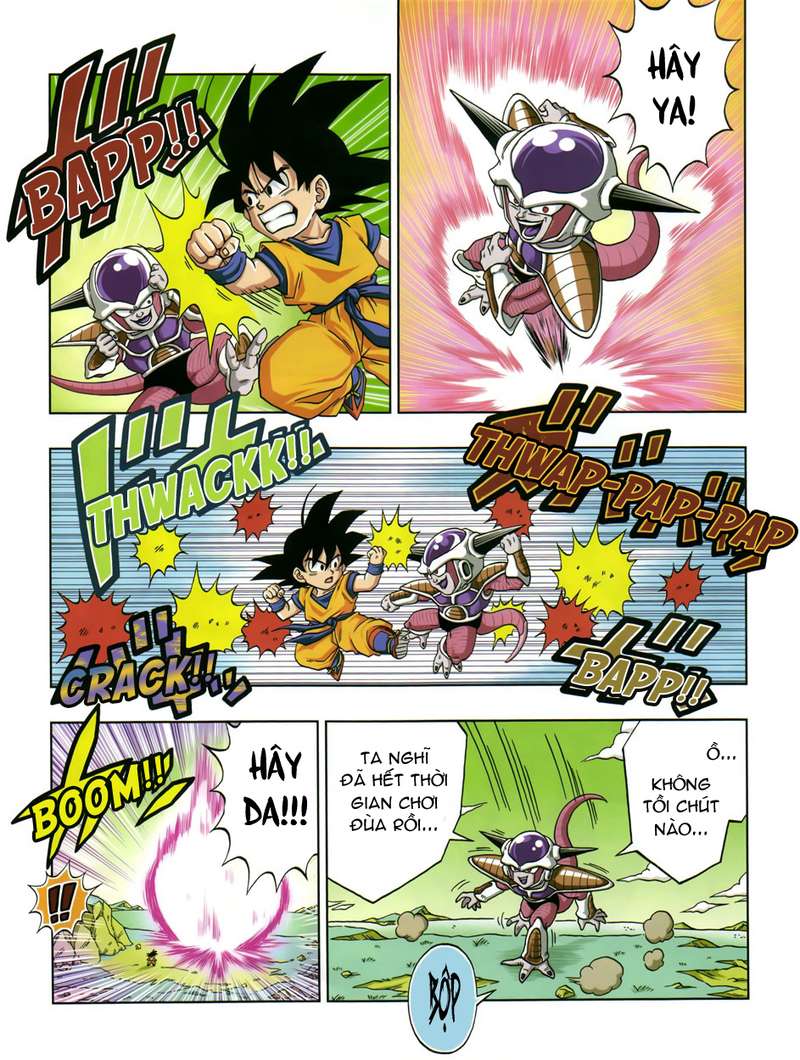 BAPP!!
HÂY
YA!
THWACKK!!
THWAP-PAP-PAP
CRACK!!
BAPP!!
BOOM!!!
!!
HÂY
DA!!!
TA NGHĨ
ĐÃ HẾT THỜI
GIAN CHƠI
ĐÙA RỒI...
Ồ...
KHÔNG
TỒI CHÚT
NÀO...
BỘP